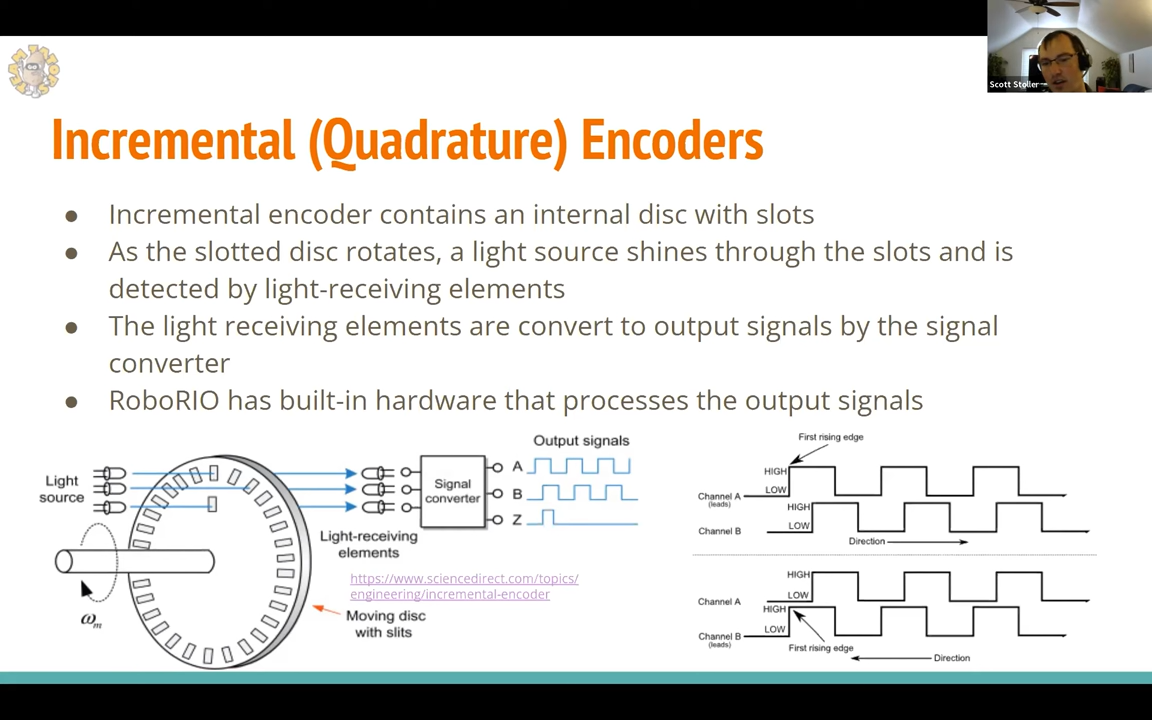 Scott Stoller
Incremental (Quadrature) Encoders
● Incremental encoder contains an internal disc with slots
● As the slotted disc rotates, a light source shines through the slots and is
detected by light-receiving elements
● The light receiving elements are convert to output signals by the signal
converter
● RoboRIO has built-in hardware that processes the output signals
Light
source
ωm
Output signals
Signal
converter
A
B
Z
Light-receiving
elements
https://www.sciencedirect.com/topics/
engineering/incremental-encoder
Moving disc
with slits
First rising edge
HIGH
LOW
Channel A
(leads)
HIGH
LOW
Channel B
Direction
HIGH
LOW
Channel A
HIGH
LOW
Channel B
(leads)
First rising edge
Direction